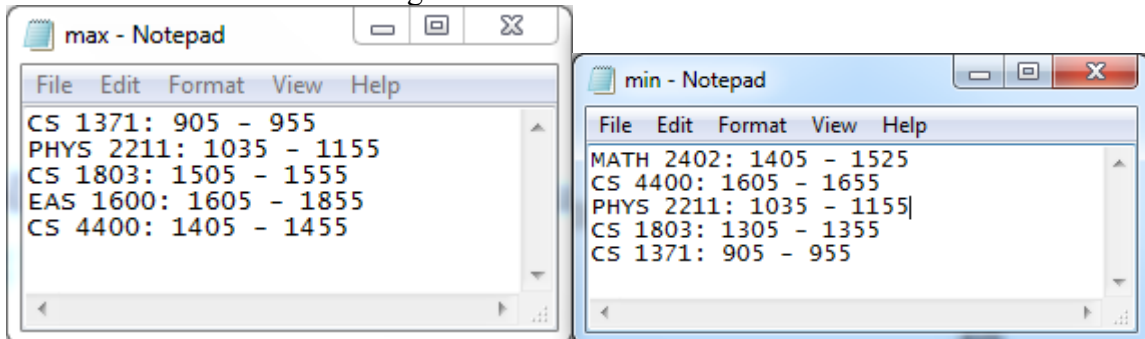 max - Notepad
File Edit Format View Help
CS 1371: 905 - 955
PHYS 2211: 1035 - 1155
CS 1803: 1505 - 1555
EAS 1600: 1605 - 1855
CS 4400: 1405 - 1455
min - Notepad
File Edit Format View Help
MATH 2402: 1405 - 1525
CS 4400: 1605 - 1655
PHYS 2211: 1035 - 1155
CS 1803: 1305 - 1355
CS 1371: 905 - 955